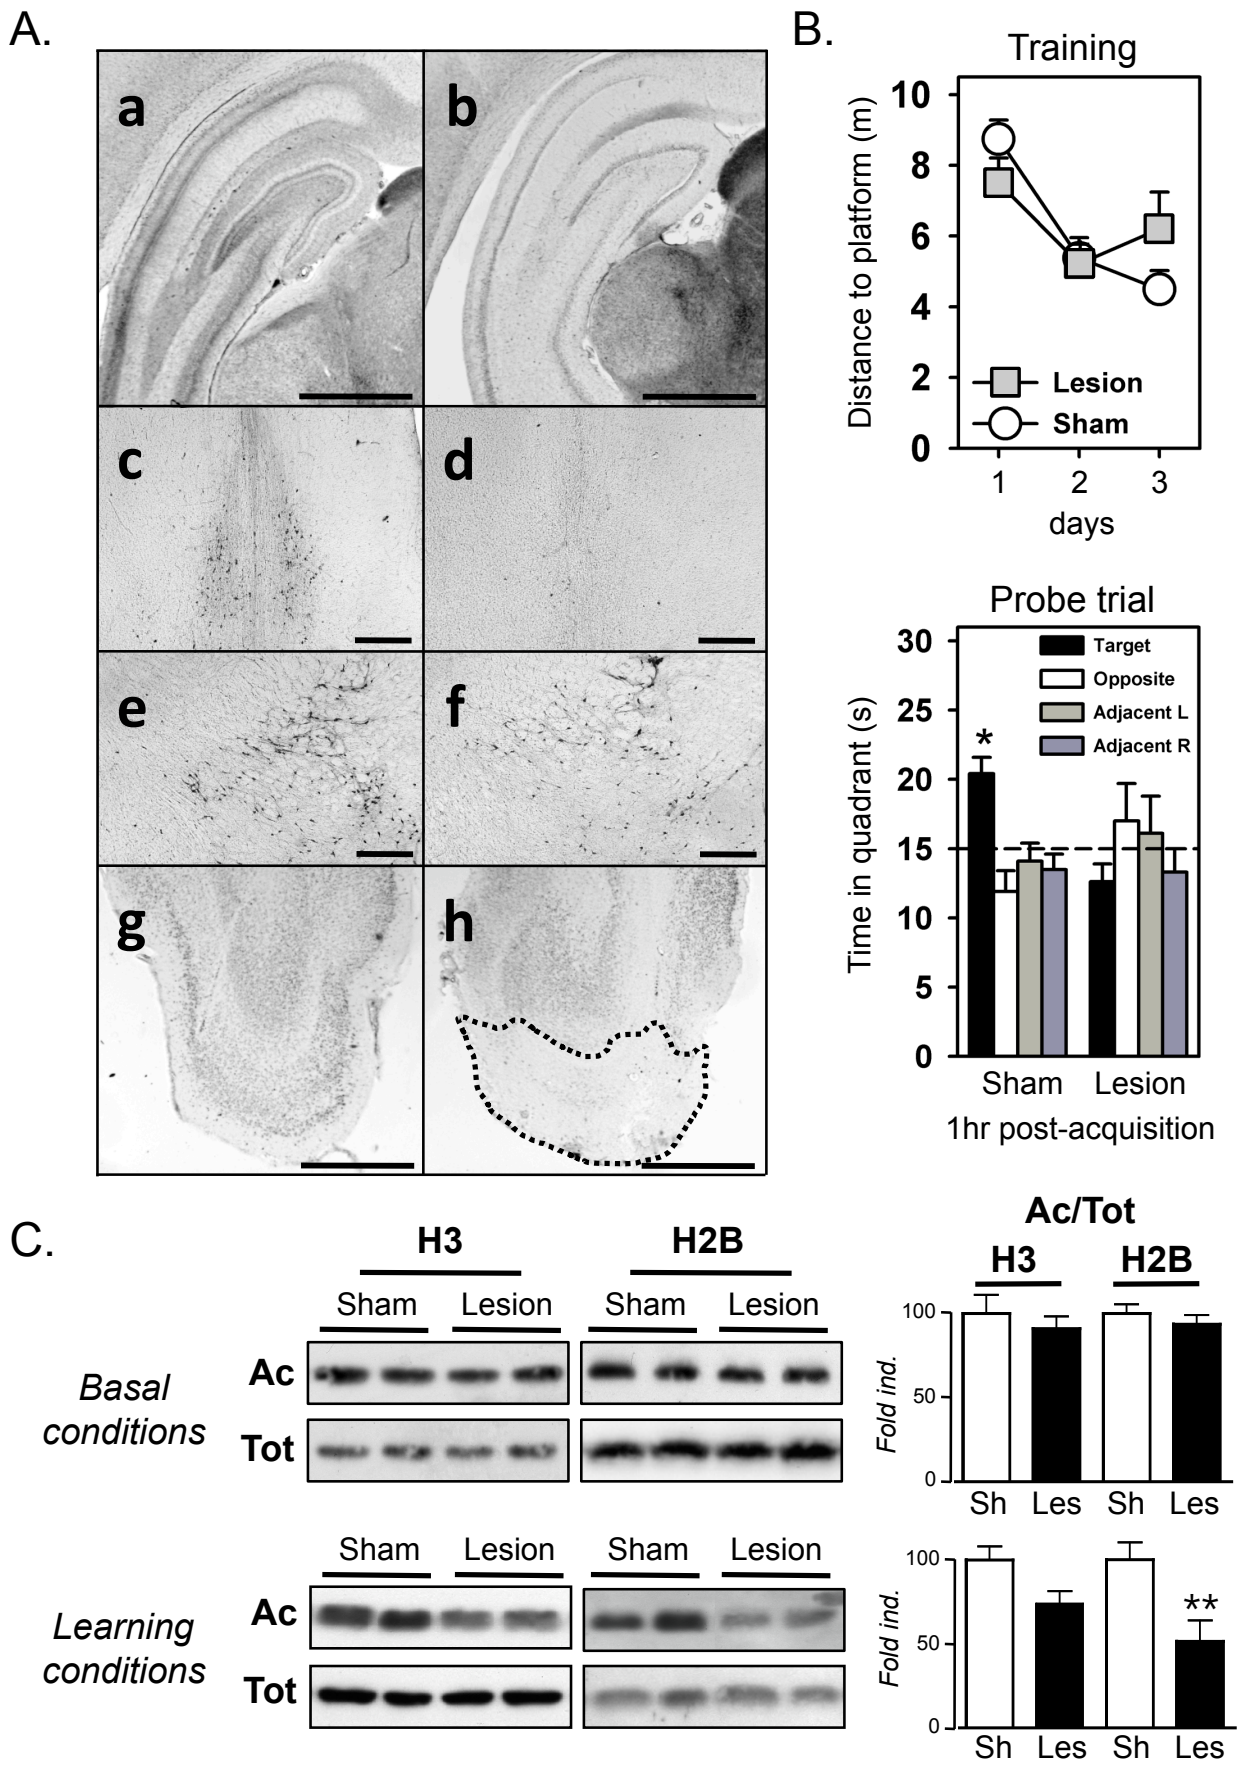 A.
a
b
c
d
e
f
g
h
B.
Training
Distance to platform (m)
10
8
6
4
2
0
Lesion
Sham
1 2 3
days
Probe trial
Time in quadrant (s)
30
25
20
15
10
5
0
Target
Opposite
Adjacent L
Adjacent R
*
Sham Lesion
1hr post-acquisition
C.
H3 H2B
Sham Lesion Sham Lesion
Basal
conditions
Ac
Tot
Ac/Tot
H3 H2B
Fold ind.
100
50
0
Sh Les Sh Les
Sham Lesion Sham Lesion
Learning
conditions
Ac
Tot
Fold ind.
100
50
0
**
Sh Les Sh Les